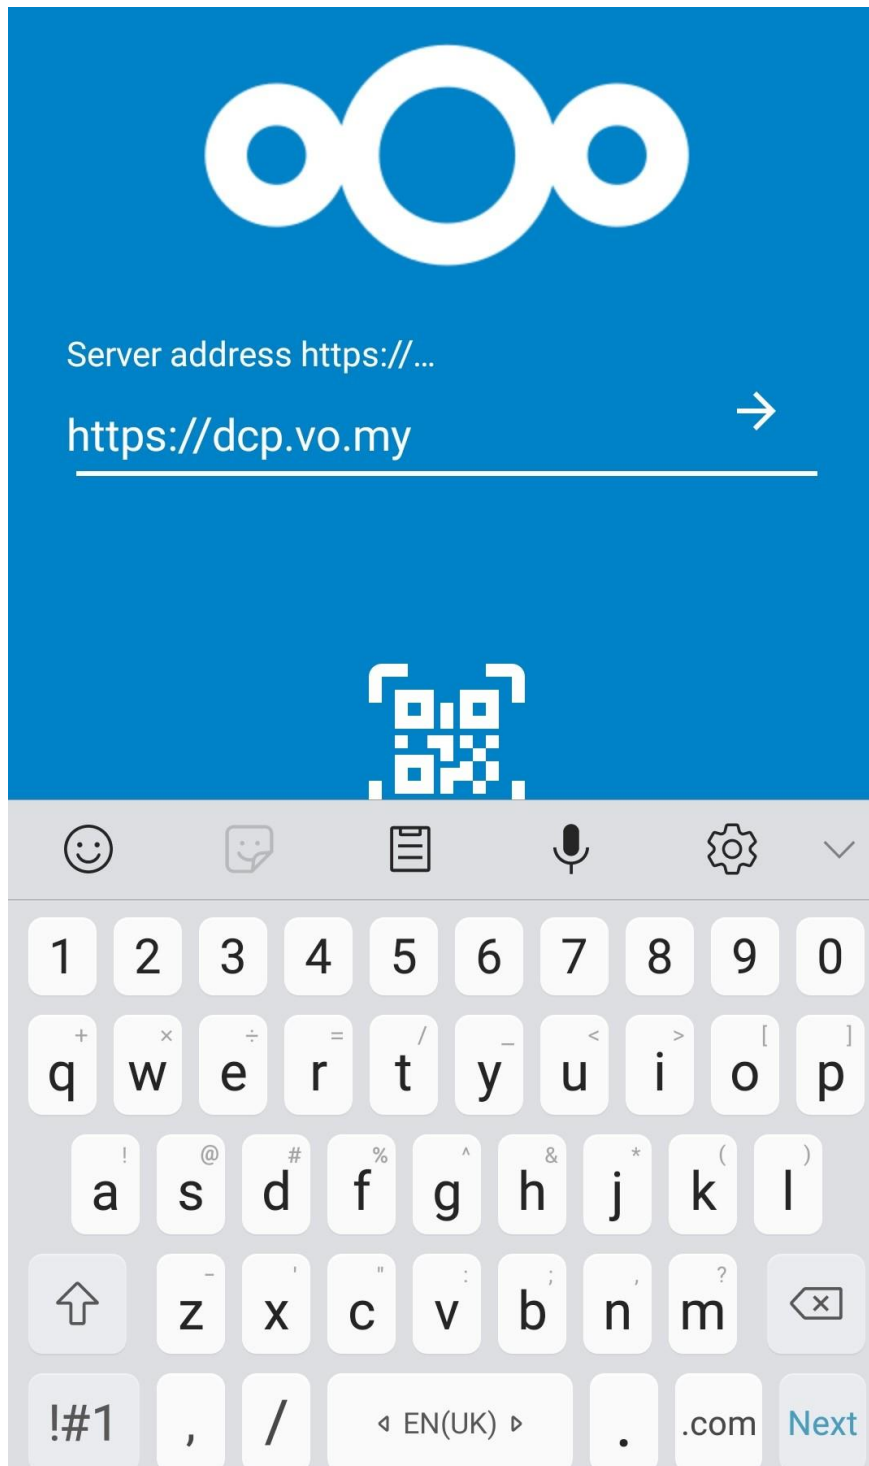 Server address https://...
https://dcp.vo.my
1 2 3 4 5 6 7 8 9 0
+ × ÷ = / _ < > [ ]
q w e r t y u i o p
! @ # % ^ & * ( )
a s d f g h j k l
- ' " : ; , ?
z x c v b n m
!#1 , / EN(UK) . .com Next